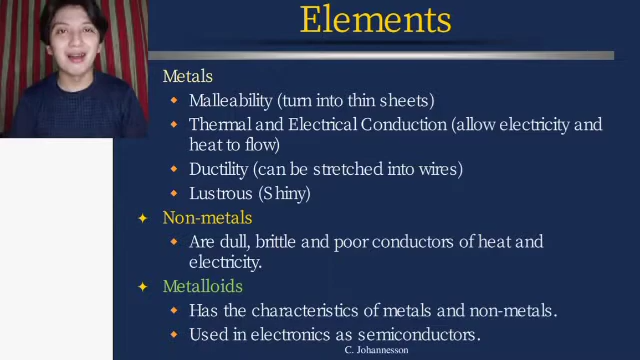 Elements
Metals
Malleability (turn into thin sheets)
Thermal and Electrical Conduction (allow electricity and
heat to flow)
Ductility (can be stretched into wires)
Lustrous (Shiny)
Non-metals
Are dull, brittle and poor conductors of heat and
electricity.
Metalloids
Has the characteristics of metals and non-metals.
Used in electronics as semiconductors.
C. Johannesson